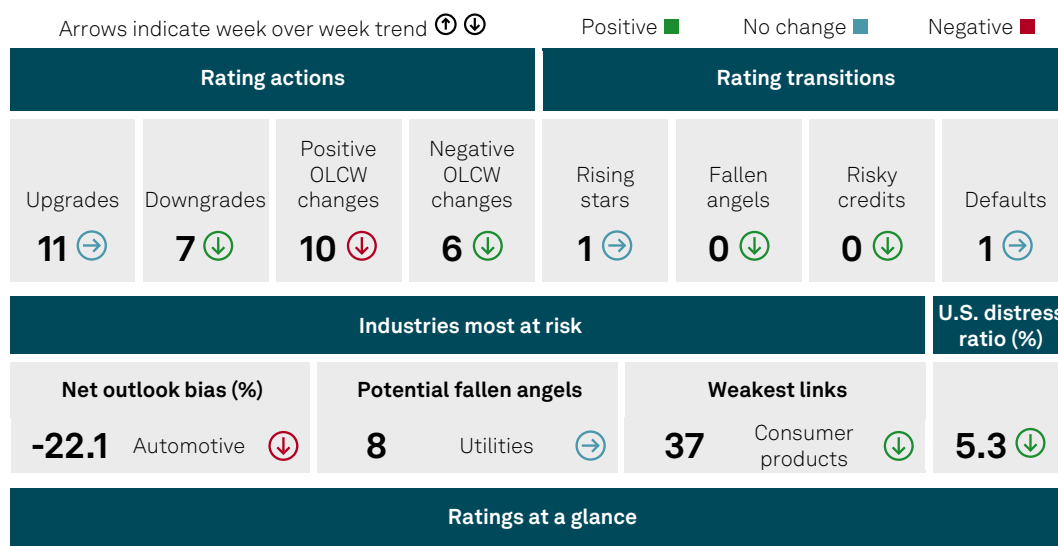 Arrows indicate week over week trend
Positive
No change
Negative
Rating actions
Rating transitions
Upgrades
11
Downgrades
7
Positive
OLCW
changes
10
Negative
OLCW
changes
6
Rising
stars
1
Fallen
angels
0
Risky
credits
0
Defaults
1
Industries most at risk
U.S. distress
ratio (%)
Net outlook bias (%)
-22.1 Automotive
Potential fallen angels
8 Utilities
Weakest links
37 Consumer
products
5.3
Ratings at a glance